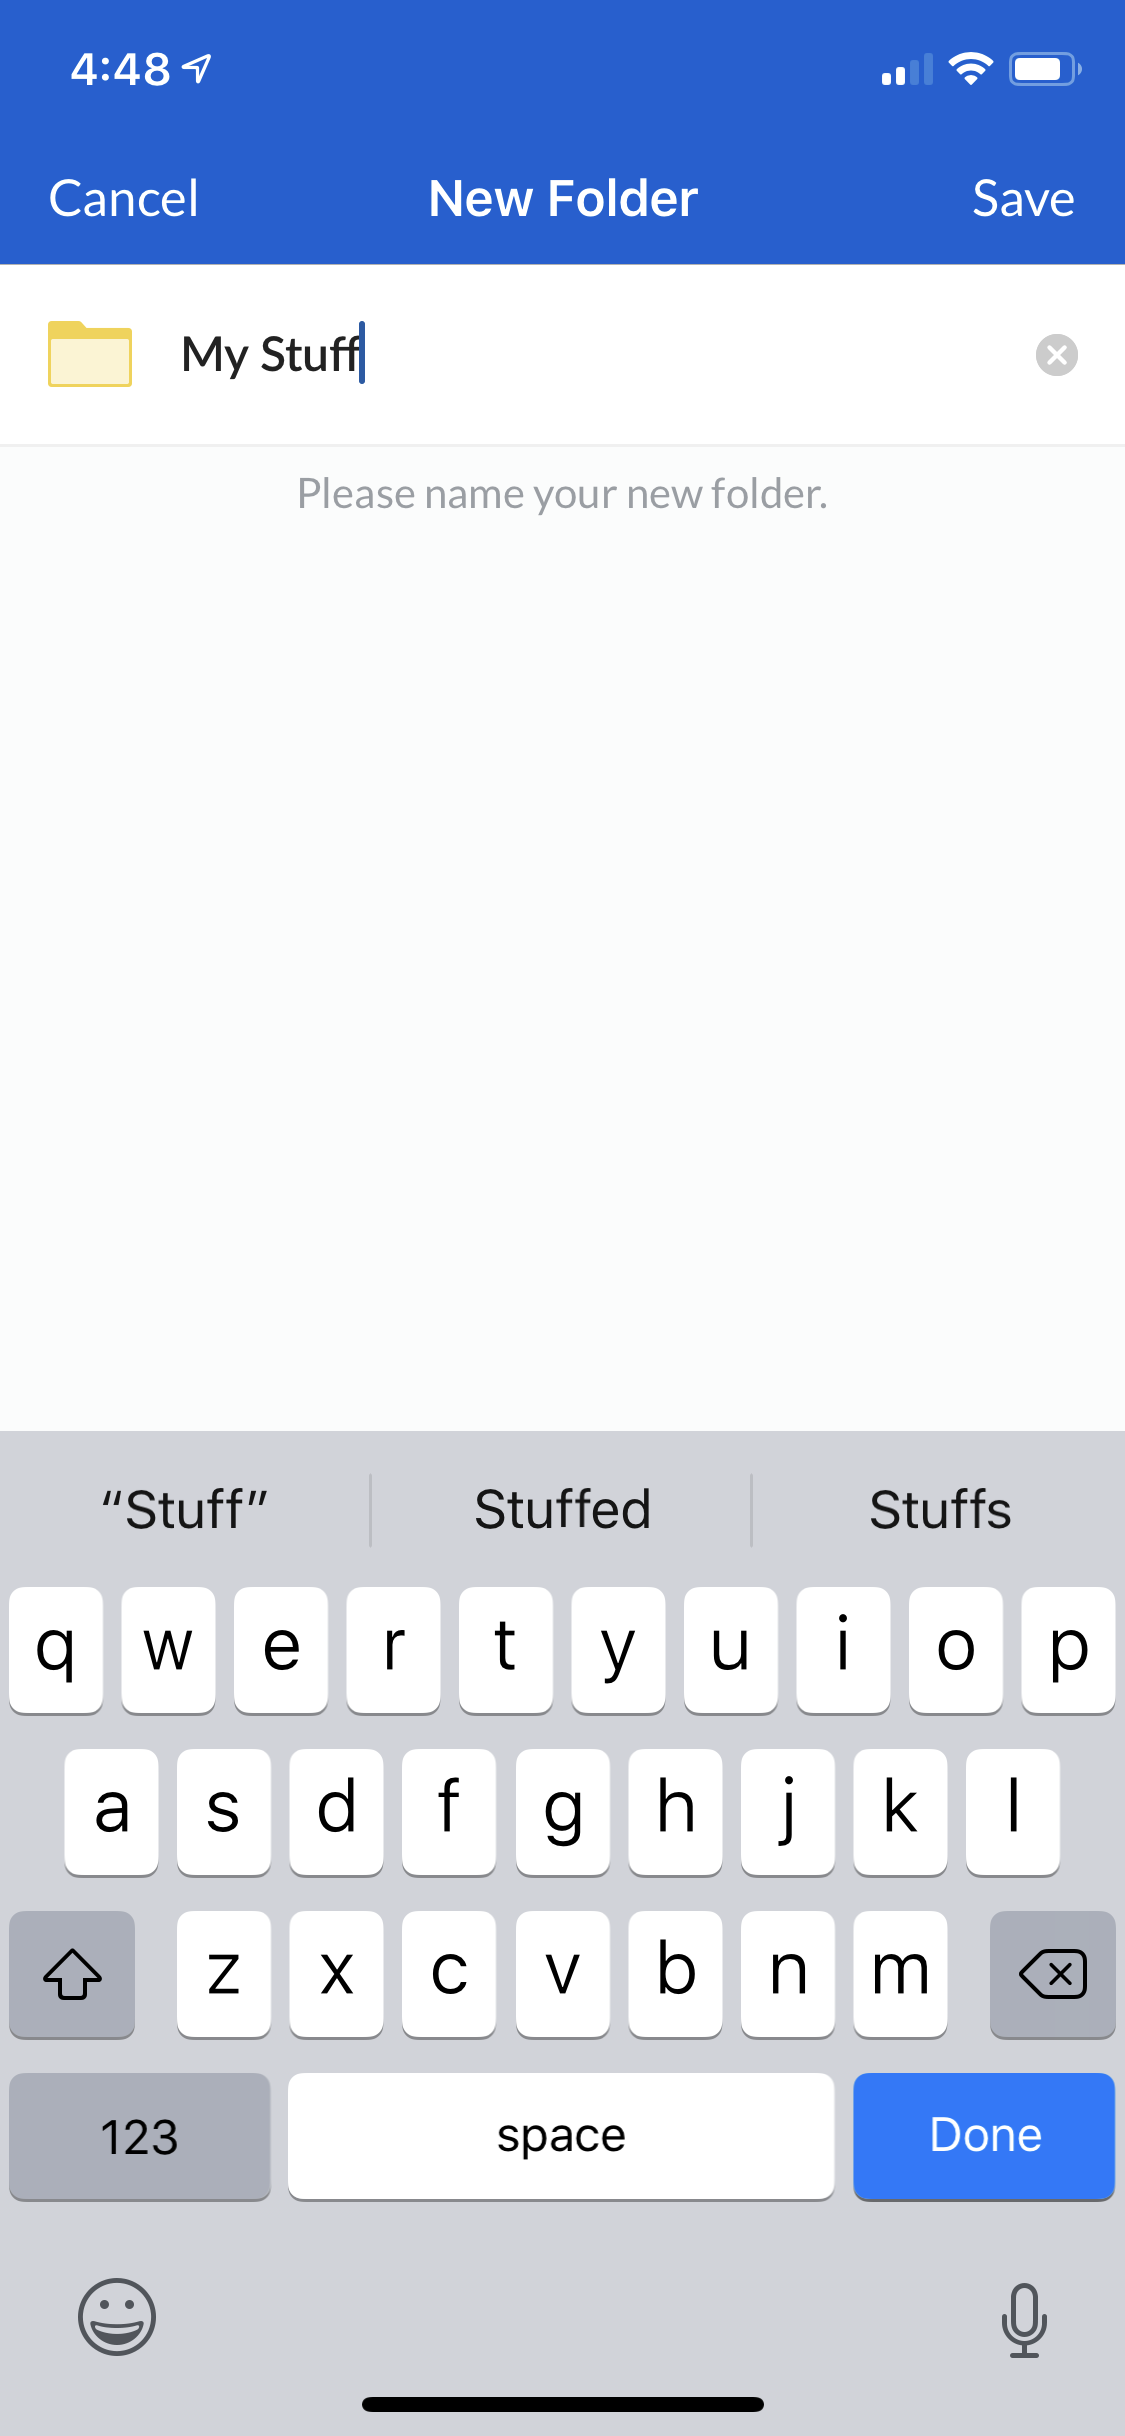 4:48
Cancel New Folder Save
My Stuff
Please name your new folder.
“Stuff” Stuffed Stuffs
q w e r t y u i o p
a s d f g h j k l
z x c v b n m
123 space Done